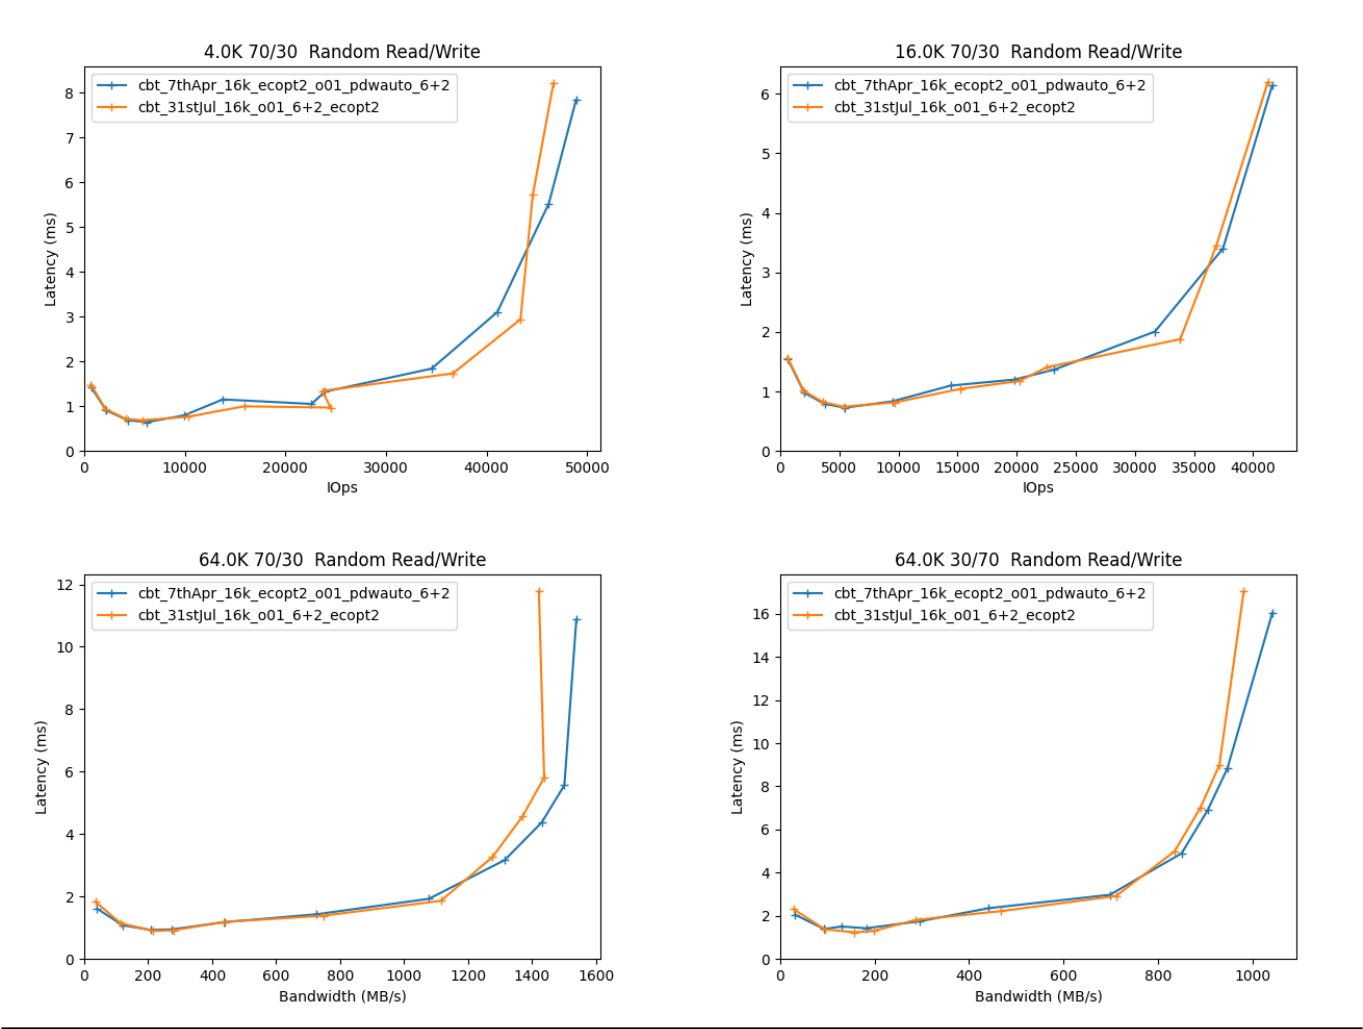 4.0K 70/30  Random Read/Write
cbt_7thApr_16k_ecopt2_o01_pdwauto_6+2
cbt_31stJul_16k_o01_6+2_ecopt2
8
7
6
5
4
3
2
1
0
Latency (ms)
0 10000 20000 30000 40000 50000
IOps
16.0K 70/30  Random Read/Write
cbt_7thApr_16k_ecopt2_o01_pdwauto_6+2
cbt_31stJul_16k_o01_6+2_ecopt2
6
5
4
3
2
1
0
Latency (ms)
0 5000 10000 15000 20000 25000 30000 35000 40000
IOps
64.0K 70/30  Random Read/Write
cbt_7thApr_16k_ecopt2_o01_pdwauto_6+2
cbt_31stJul_16k_o01_6+2_ecopt2
12
10
8
6
4
2
0
Latency (ms)
0 200 400 600 800 1000 1200 1400 1600
Bandwidth (MB/s)
64.0K 30/70  Random Read/Write
cbt_7thApr_16k_ecopt2_o01_pdwauto_6+2
cbt_31stJul_16k_o01_6+2_ecopt2
16
14
12
10
8
6
4
2
0
Latency (ms)
0 200 400 600 800 1000
Bandwidth (MB/s)